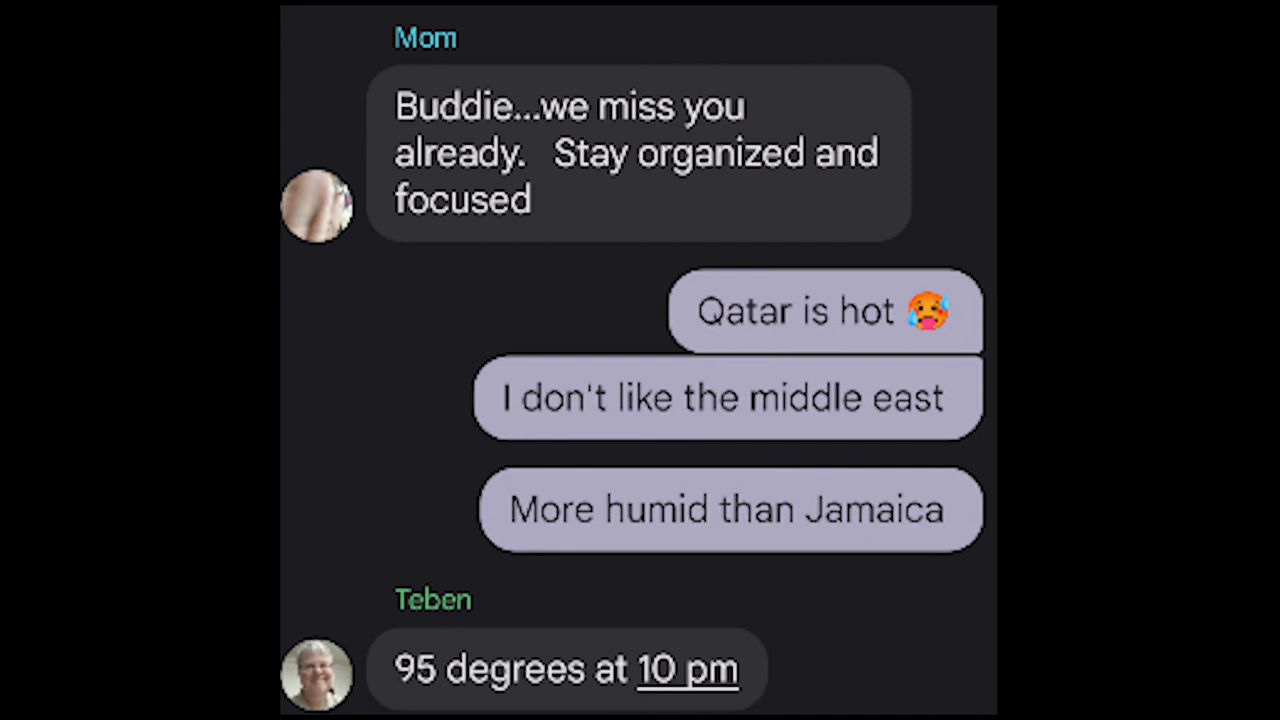 Mom
Buddie...we miss you
already.   Stay organized and
focused
Qatar is hot 🥵
I don't like the middle east
More humid than Jamaica
Teben
95 degrees at 10 pm